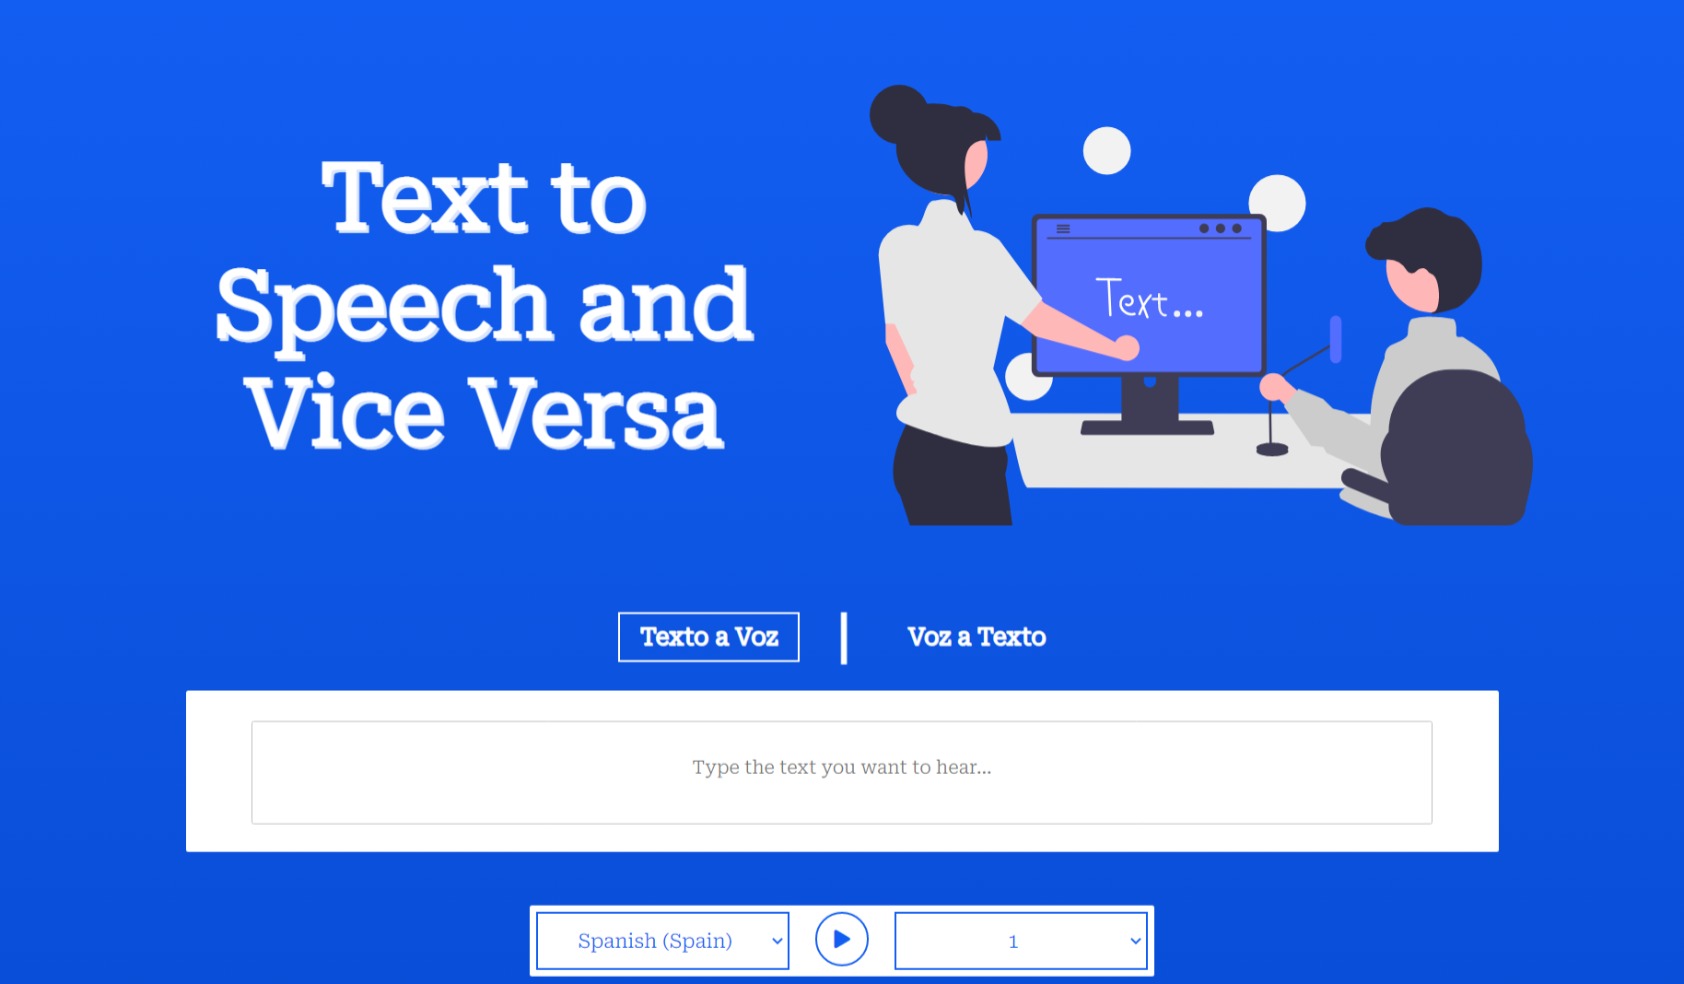 Text to
Speech and
Vice Versa
Text...
Texto a Voz
Voz a Texto
Type the text you want to hear...
Spanish (Spain)
1